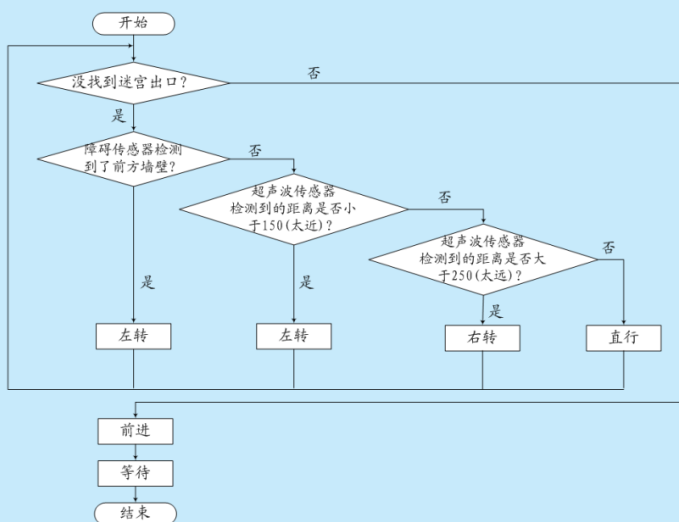 开始
没找到迷宫出口?
否
是
障碍传感器检测
到了前方墙壁?
否
超声波传感器
检测到的距离是否小
于150(太近)?
否
超声波传感器
检测到的距离是否大
于250(太远)?
否
是
是
是
左转
左转
右转
直行
前进
等待
结束